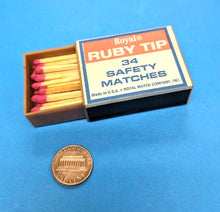 Royal®
RUBY TIP
34
SAFETY
MATCHES
Made in U.S.A. • ROYAL MATCH COMPANY, INC.